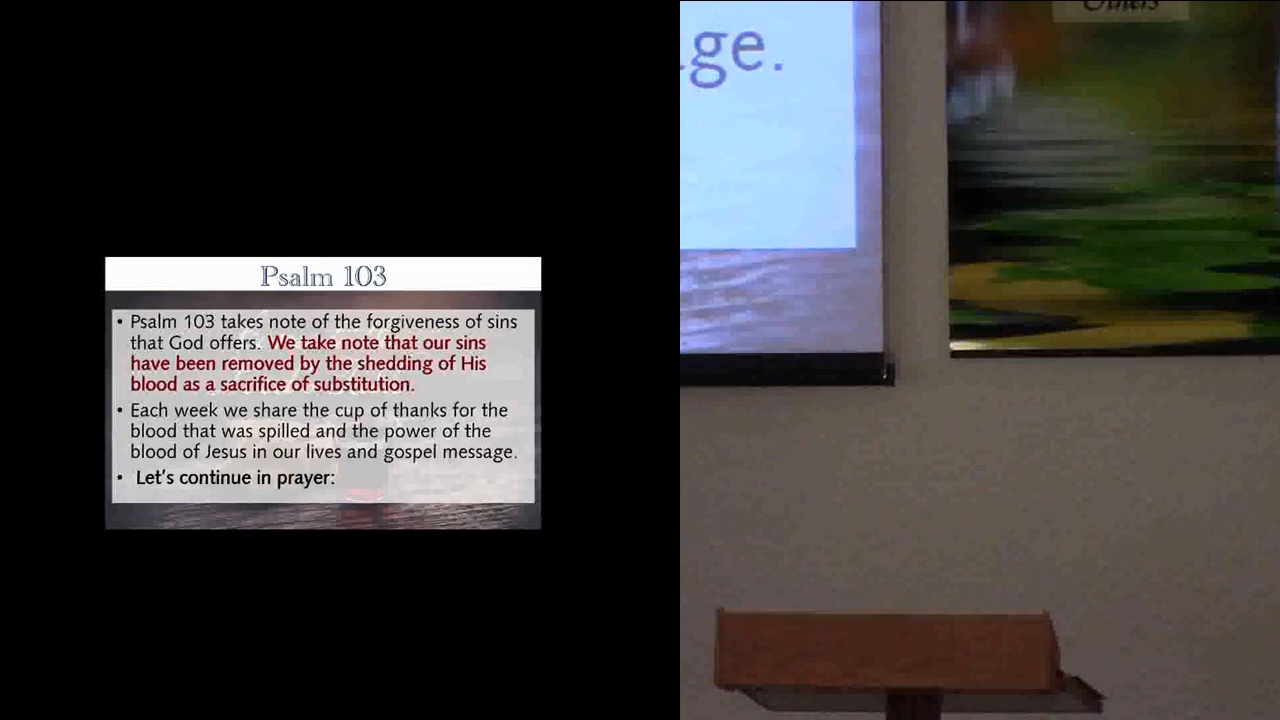 Psalm 103
• Psalm 103 takes note of the forgiveness of sins
that God offers. We take note that our sins
have been removed by the shedding of His
blood as a sacrifice of substitution.
• Each week we share the cup of thanks for the
blood that was spilled and the power of the
blood of Jesus in our lives and gospel message.
• Let's continue in prayer:
ge.
Others